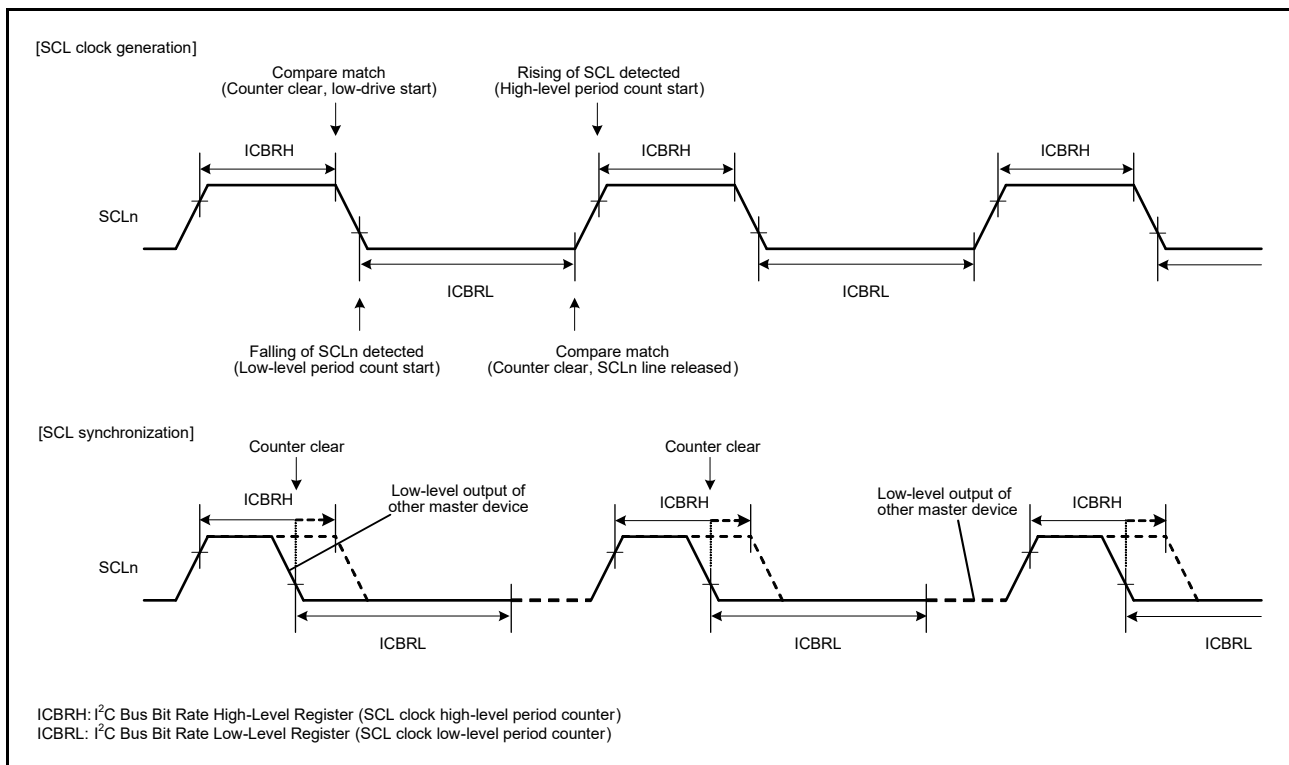 [SCL clock generation]
Compare match
(Counter clear, low-drive start)
Rising of SCL detected
(High-level period count start)
ICBRH
ICBRH
ICBRH
SCLn
ICBRL
ICBRL
ICBRL
Falling of SCLn detected
(Low-level period count start)
Compare match
(Counter clear, SCLn line released)
[SCL synchronization]
Counter clear
Counter clear
ICBRH
Low-level output of
other master device
ICBRH
Low-level output of
other master device
ICBRH
SCLn
ICBRL
ICBRL
ICBRL
ICBRH: I²C Bus Bit Rate High-Level Register (SCL clock high-level period counter)
ICBRL: I²C Bus Bit Rate Low-Level Register (SCL clock low-level period counter)